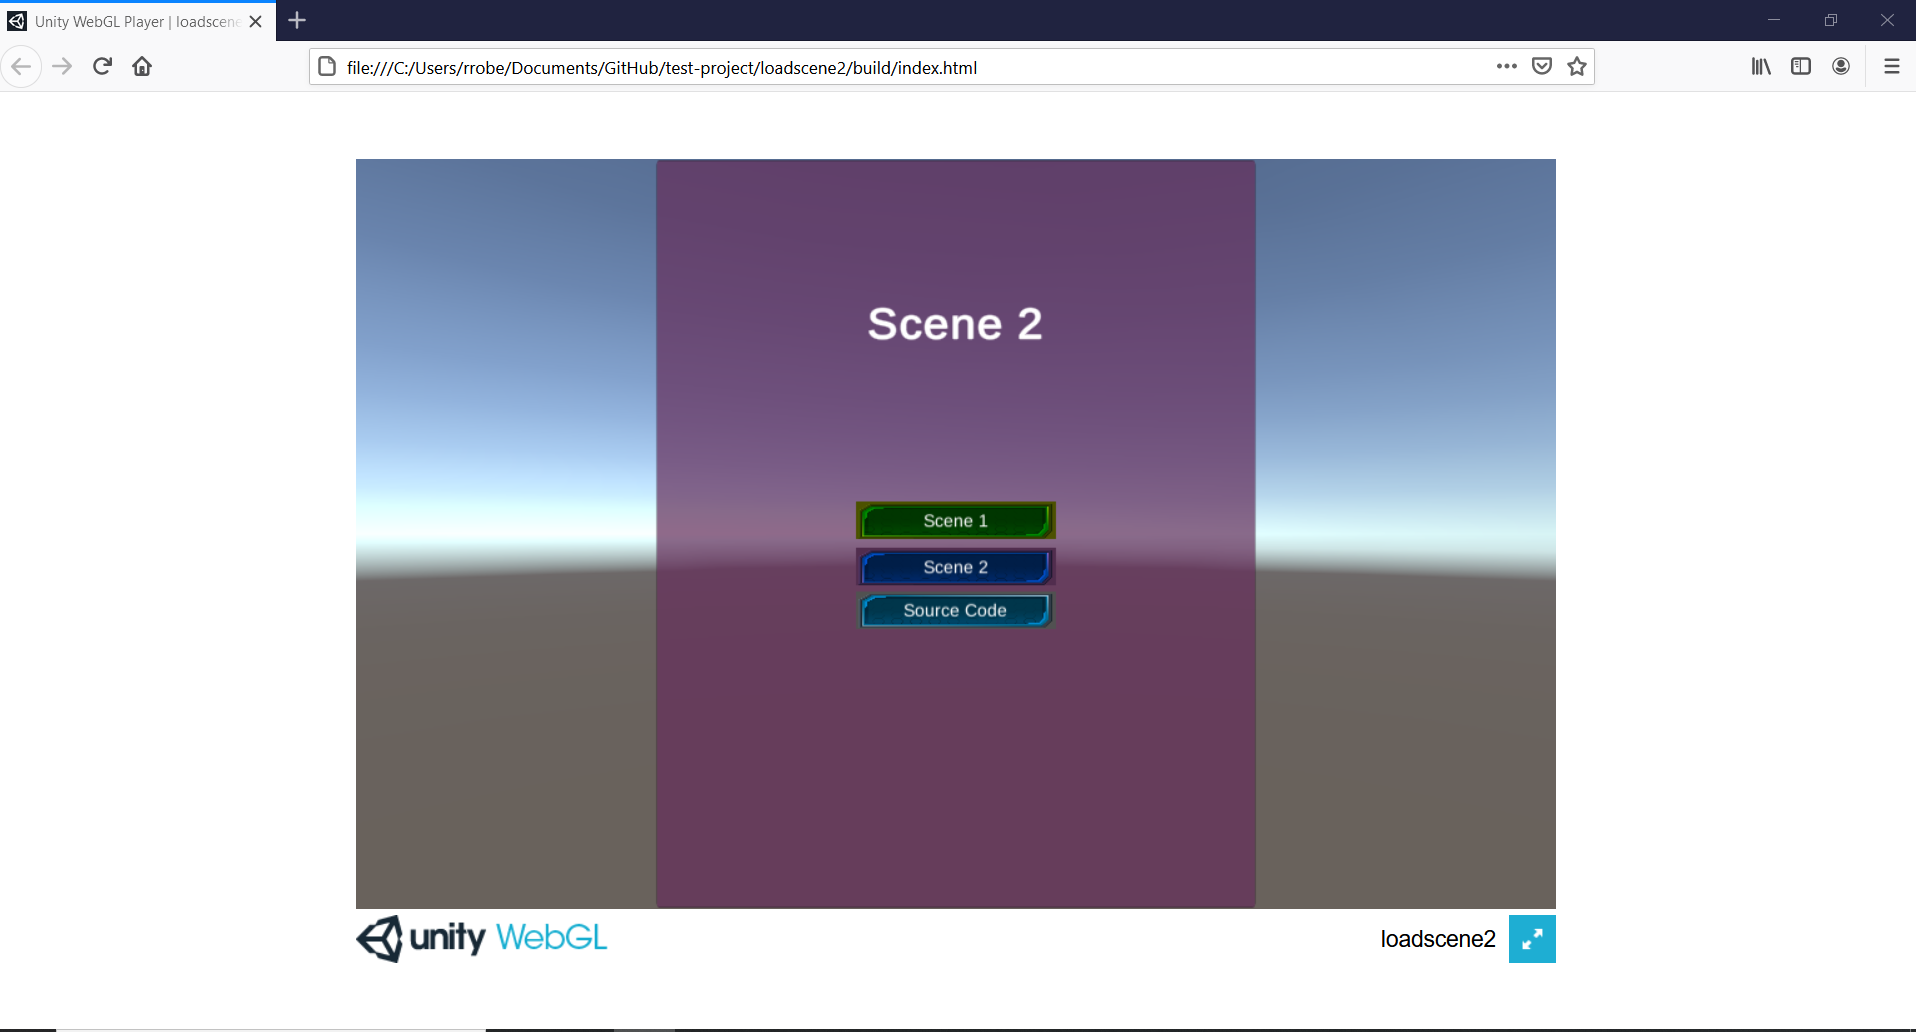 Unity WebGL Player | loadscene
file:///C:/Users/rrobe/Documents/GitHub/test-project/loadscene2/build/index.html
Scene 2
Scene 1
Scene 2
Source Code
unity WebGL
loadscene2